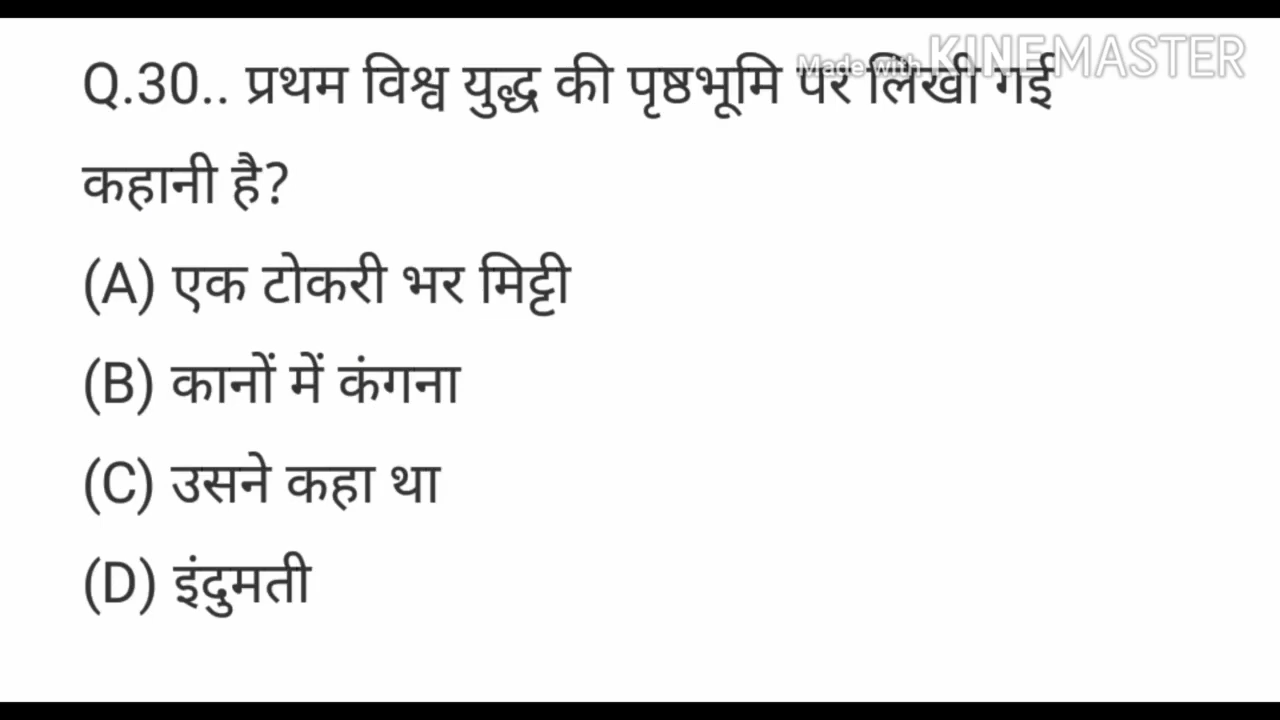 Made with KINEMASTER
Q.30.. प्रथम विश्व युद्ध की पृष्ठभूमि पर लिखी गई
कहानी है?
(A) एक टोकरी भर मिट्टी
(B) कानों में कंगना
(C) उसने कहा था
(D) इंदुमती